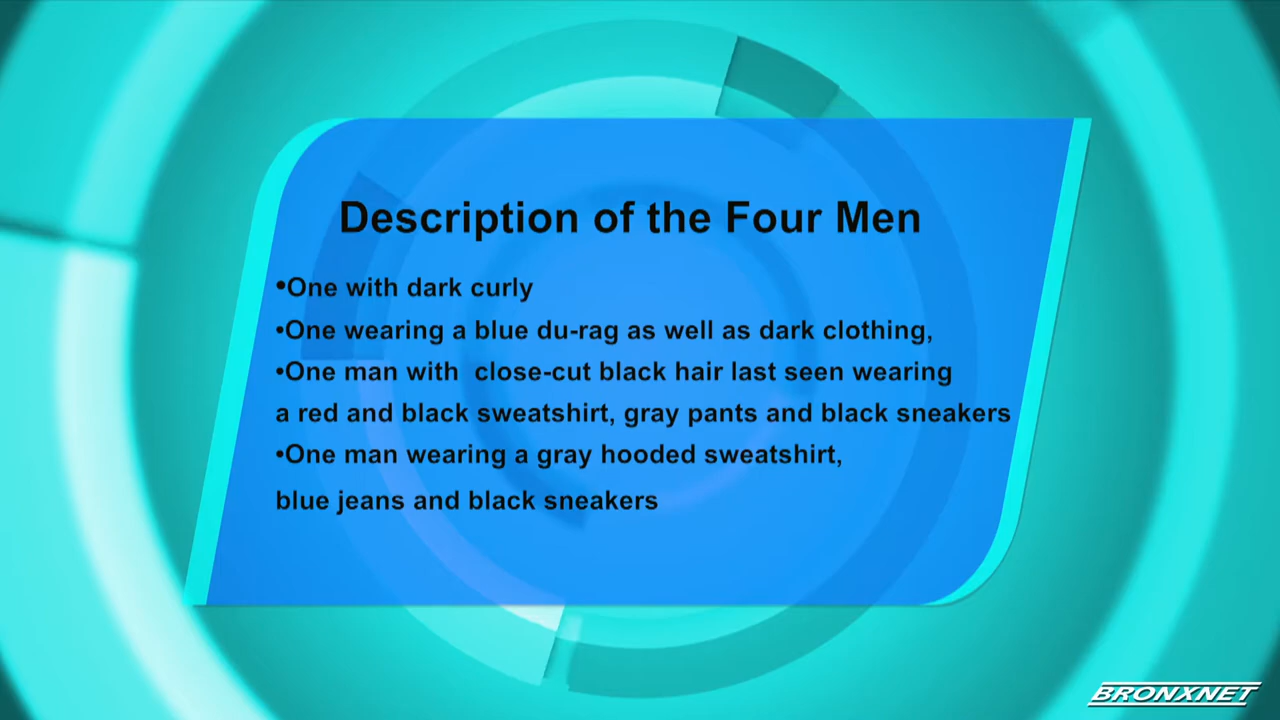 Description of the Four Men
•One with dark curly
•One wearing a blue du-rag as well as dark clothing,
•One man with  close-cut black hair last seen wearing
a red and black sweatshirt, gray pants and black sneakers
•One man wearing a gray hooded sweatshirt,
blue jeans and black sneakers
BRONXNET